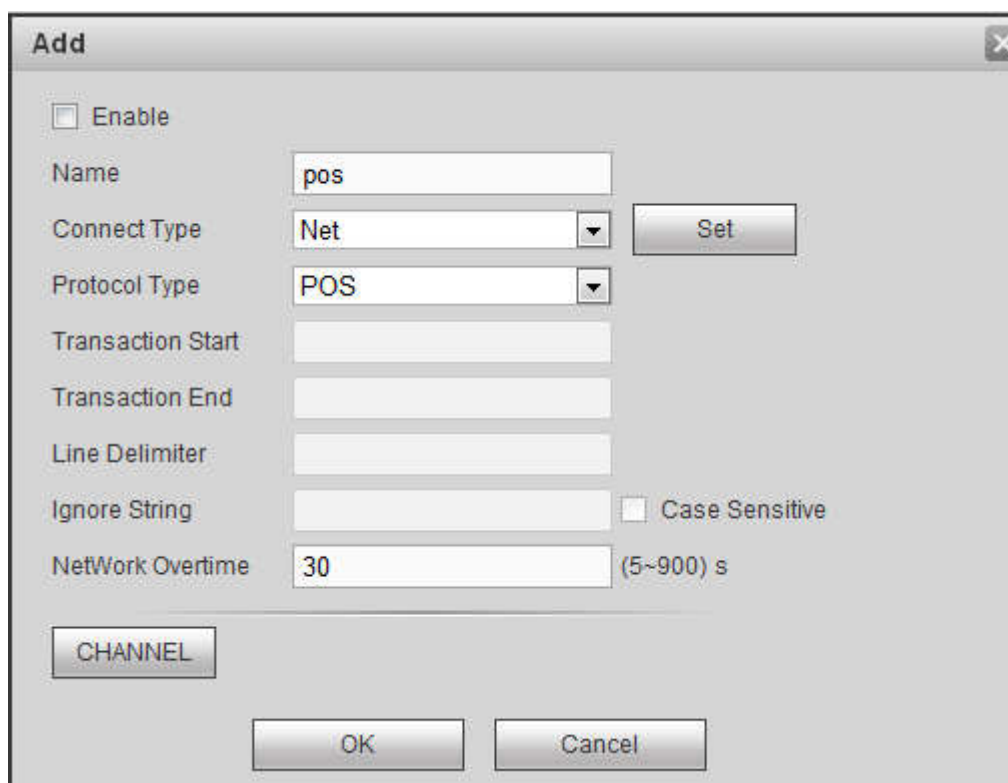 Add
Enable
Name pos
Connect Type Net Set
Protocol Type POS
Transaction Start
Transaction End
Line Delimiter
Ignore String Case Sensitive
NetWork Overtime 30 (5~900) s
CHANNEL
OK Cancel